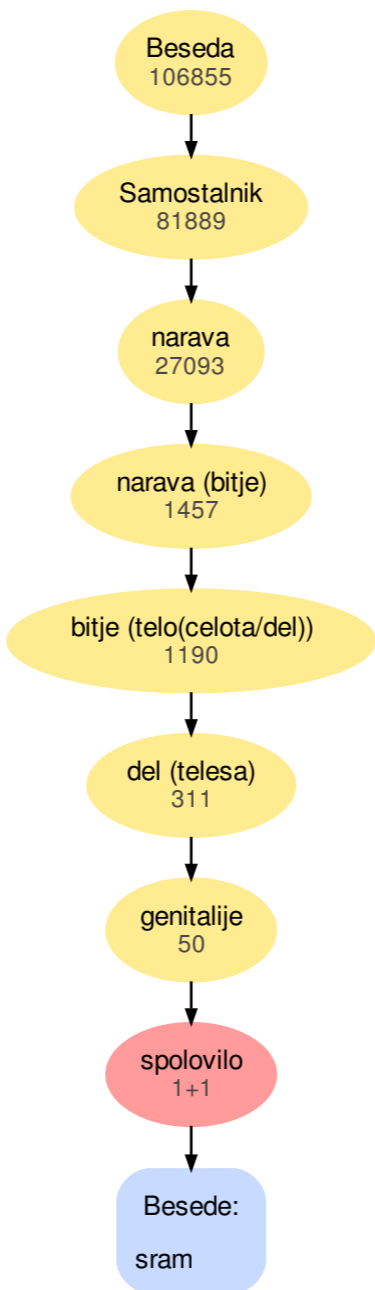 Beseda
106855
Samostalnik
81889
narava
27093
narava (bitje)
1457
bitje (telo(celota/del))
1190
del (telesa)
311
genitalije
50
spolovilo
1+1
Besede:
sram